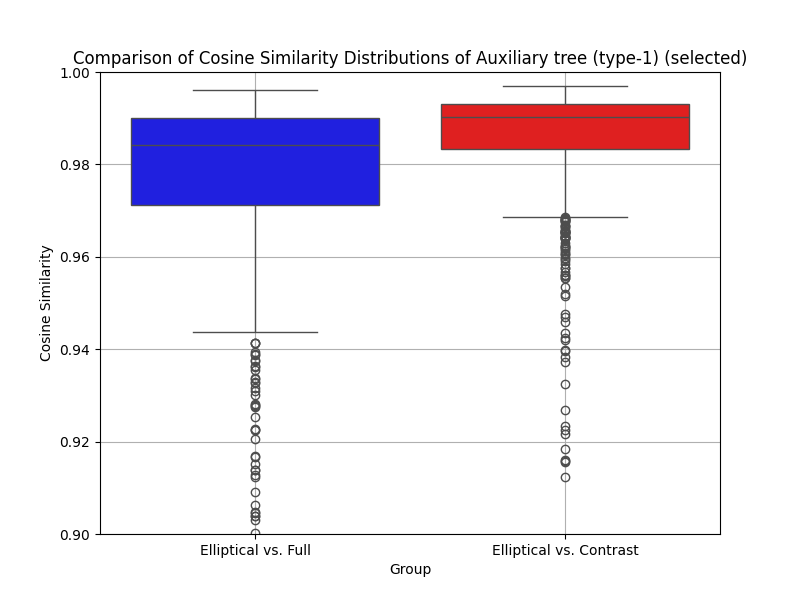 Comparison of Cosine Similarity Distributions of Auxiliary tree (type-1) (selected)
1.00
0.98
0.96
0.94
0.92
0.90
Cosine Similarity
Elliptical vs. Full
Elliptical vs. Contrast
Group